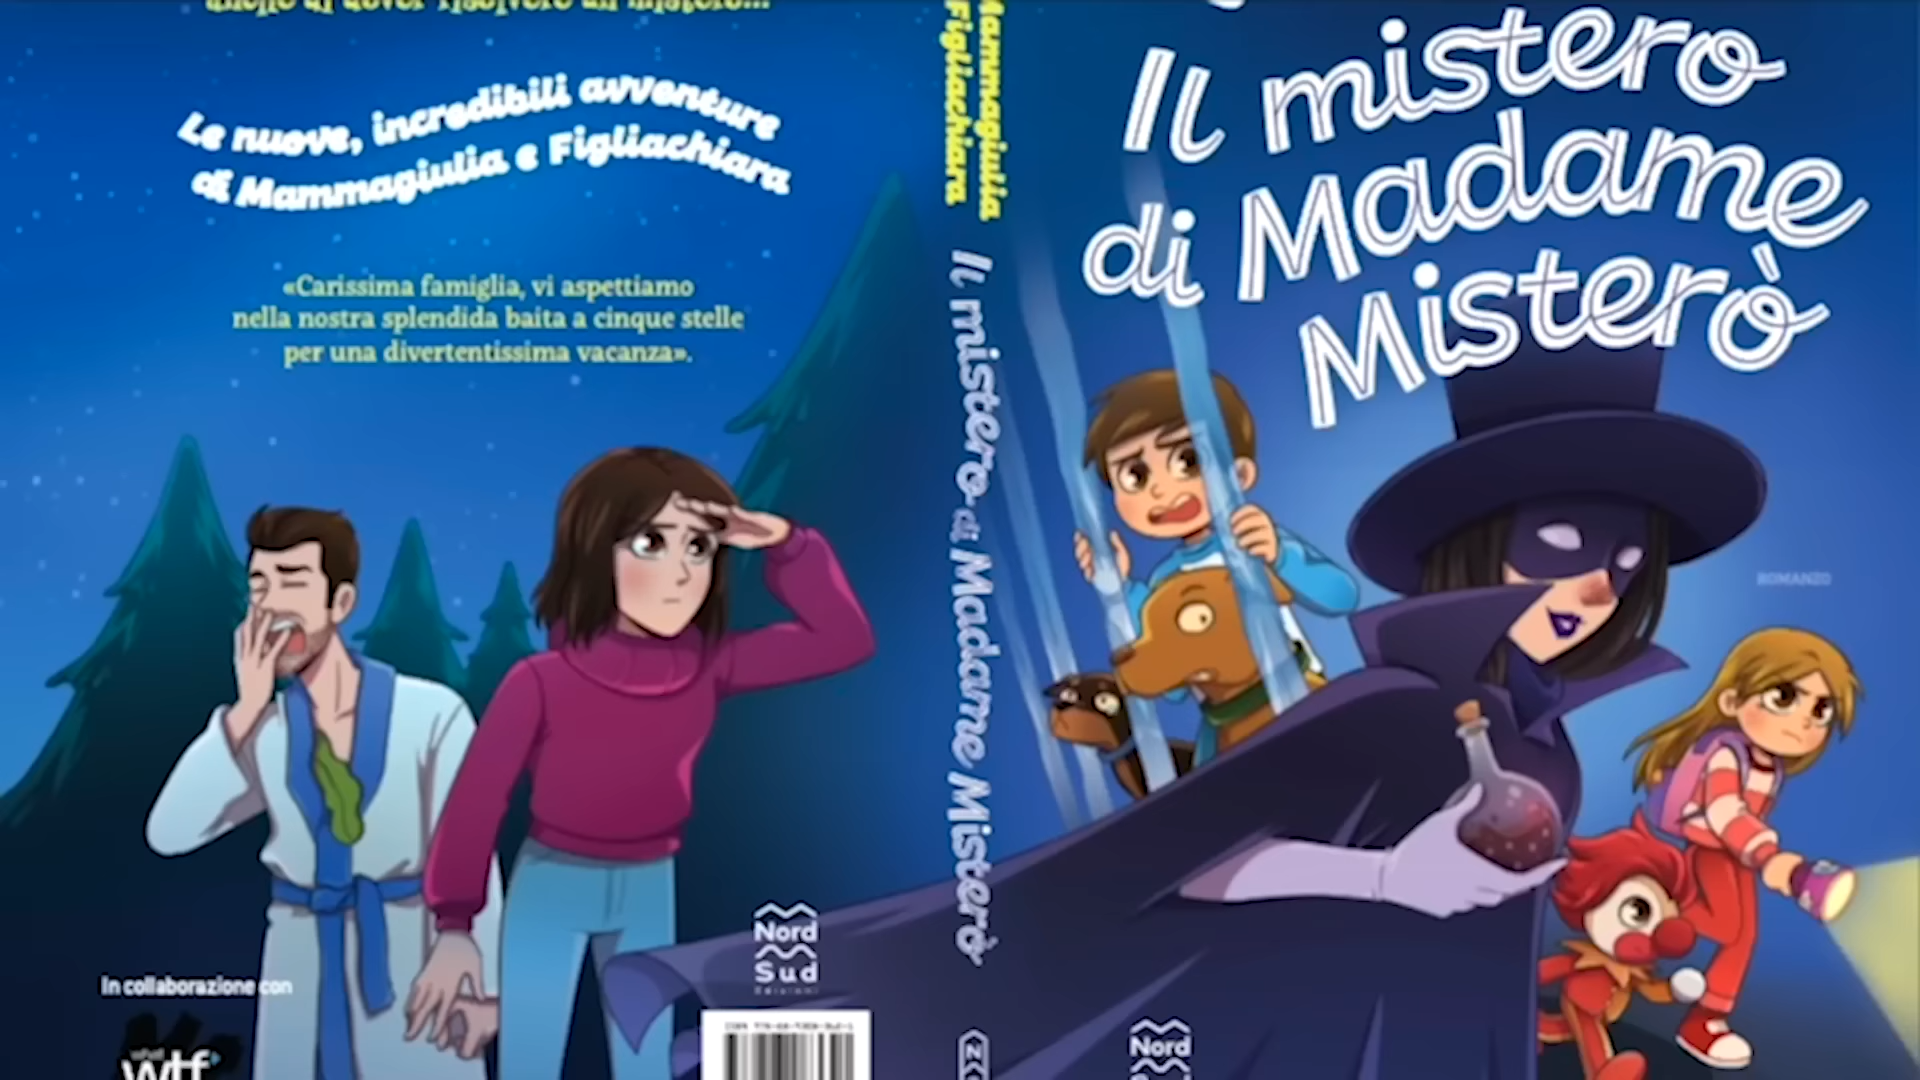 Le nuove, incredibili avventure
di Mammagiulia e Figliachiara
«Carissima famiglia, vi aspettiamo
nella nostra splendida baita a cinque stelle
per una divertentissima vacanza».
In collaborazione con
wtf
Nord
Sud
Edizioni
Mammagiulia
Figliachiara
Il mistero di Madame Misterò
Il mistero
di Madame
Misterò
ROMANZO
Nord